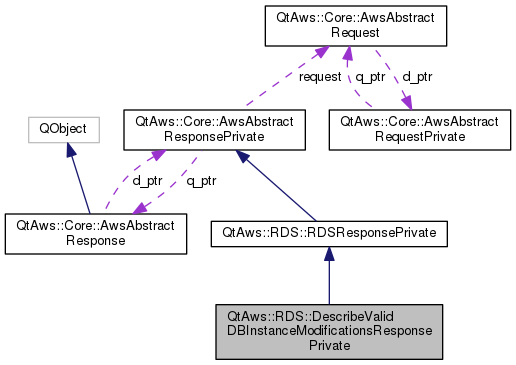 QtAws::Core::AwsAbstract
Request
request
q_ptr
d_ptr
QObject
QtAws::Core::AwsAbstract
ResponsePrivate
QtAws::Core::AwsAbstract
RequestPrivate
d_ptr
q_ptr
QtAws::Core::AwsAbstract
Response
QtAws::RDS::RDSResponsePrivate
QtAws::RDS::DescribeValid
DBInstanceModificationsResponse
Private